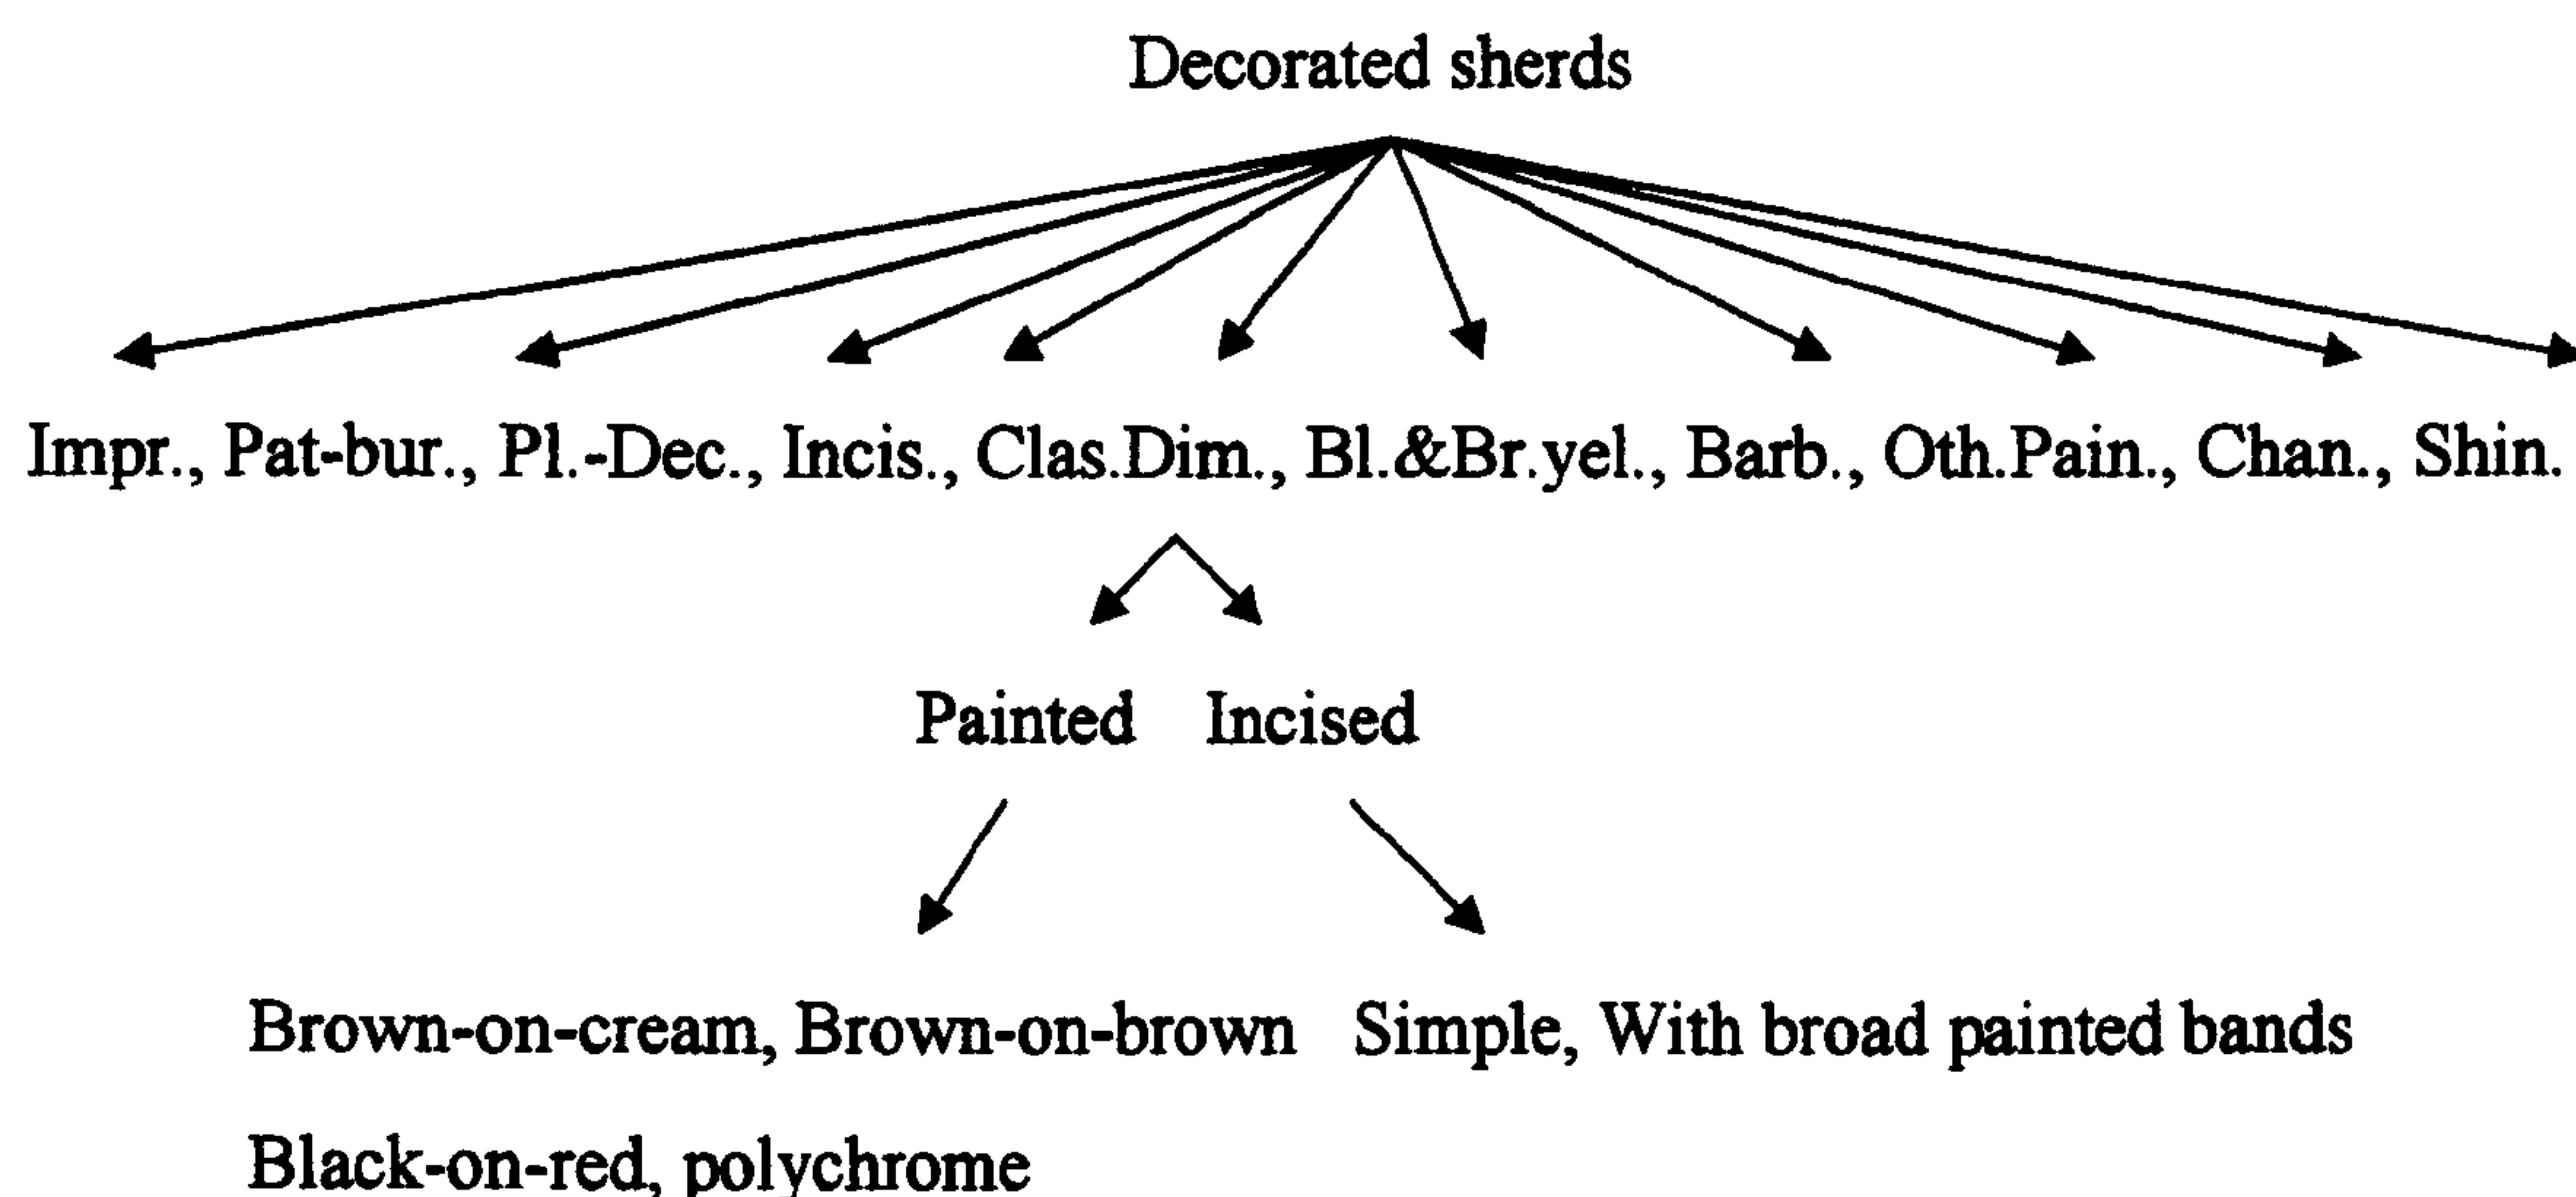 Decorated sherds
Impr., Pat-bur., Pl.-Dec., Incis., Clas.Dim., Bl.&Br.yel., Barb., Oth.Pain., Chan., Shin.
Painted Incised
Brown-on-cream, Brown-on-brown Simple, With broad painted bands
Black-on-red, polychrome